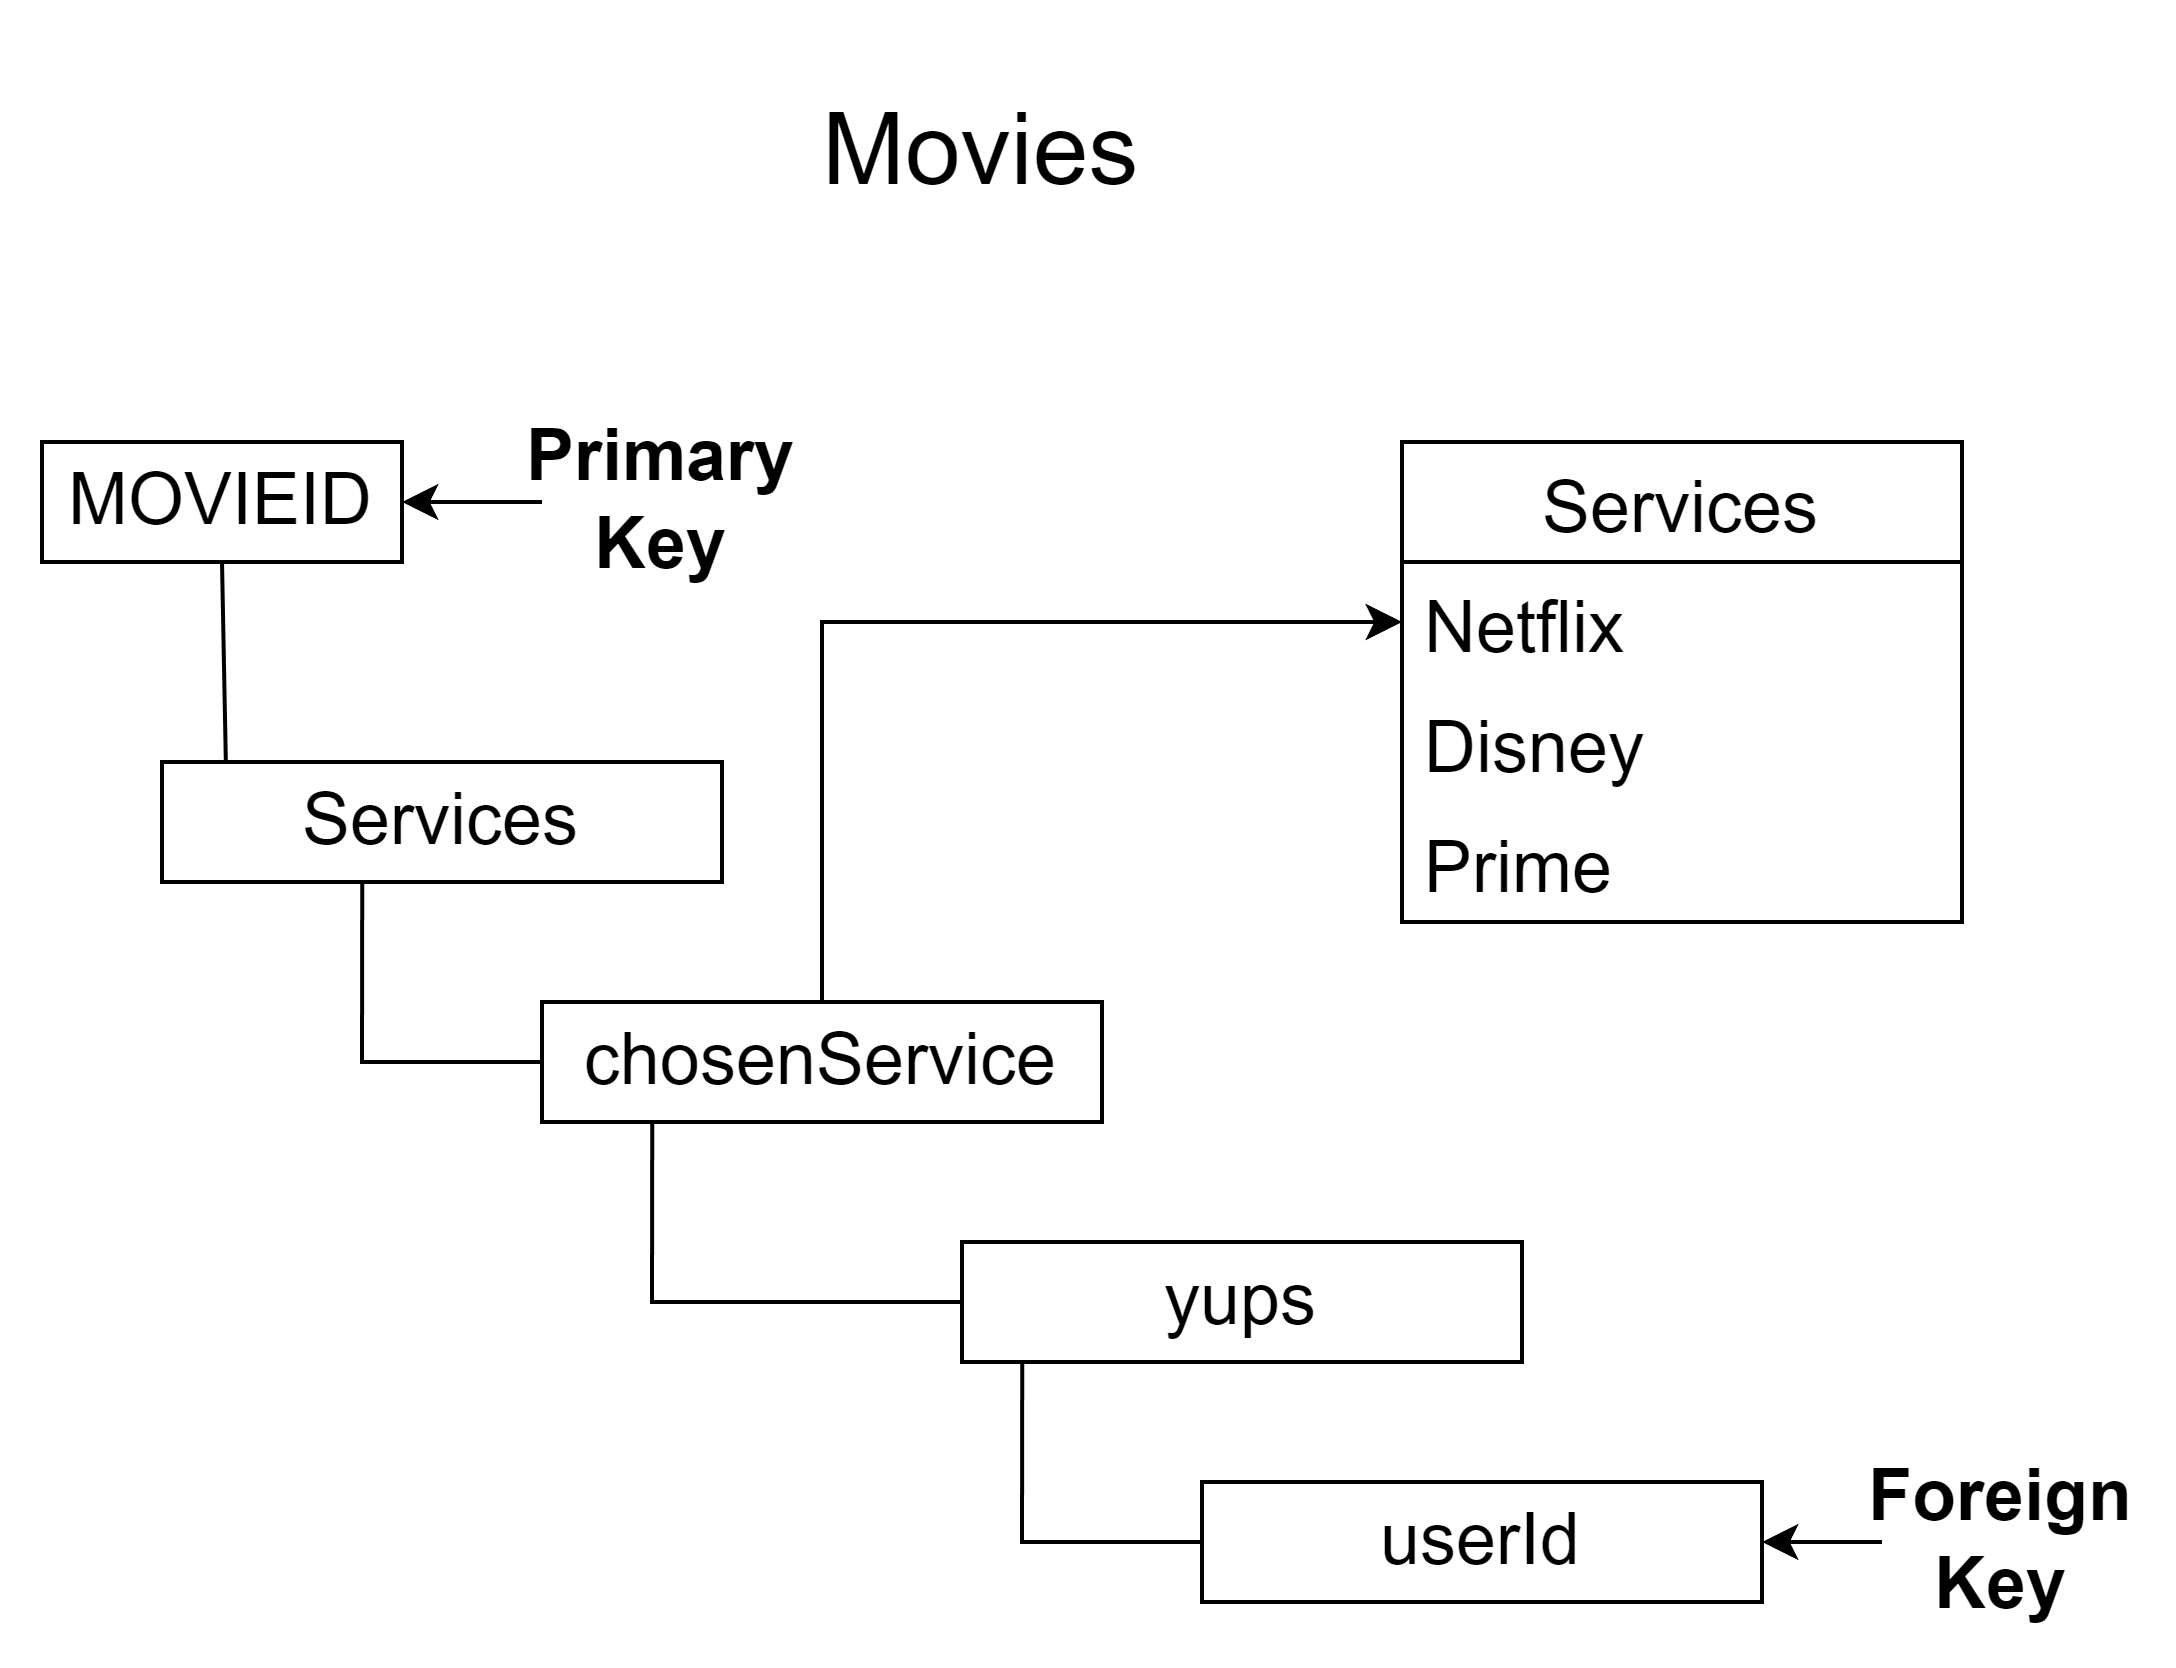 Movies
MOVIEID
Primary
Key
Services
Netflix
Disney
Prime
Services
chosenService
yups
userId
Foreign
Key